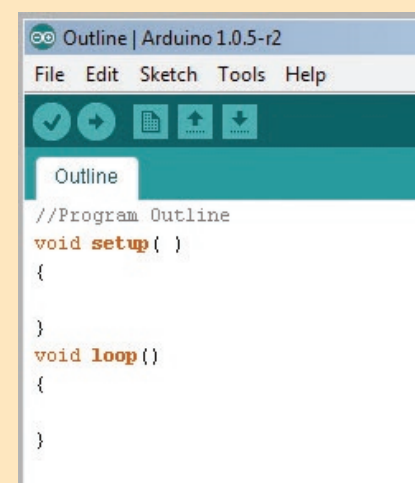 Outline | Arduino 1.0.5-r2
File Edit Sketch Tools Help
Outline
//Program Outline
void setup( )
{
}
void loop()
{
}